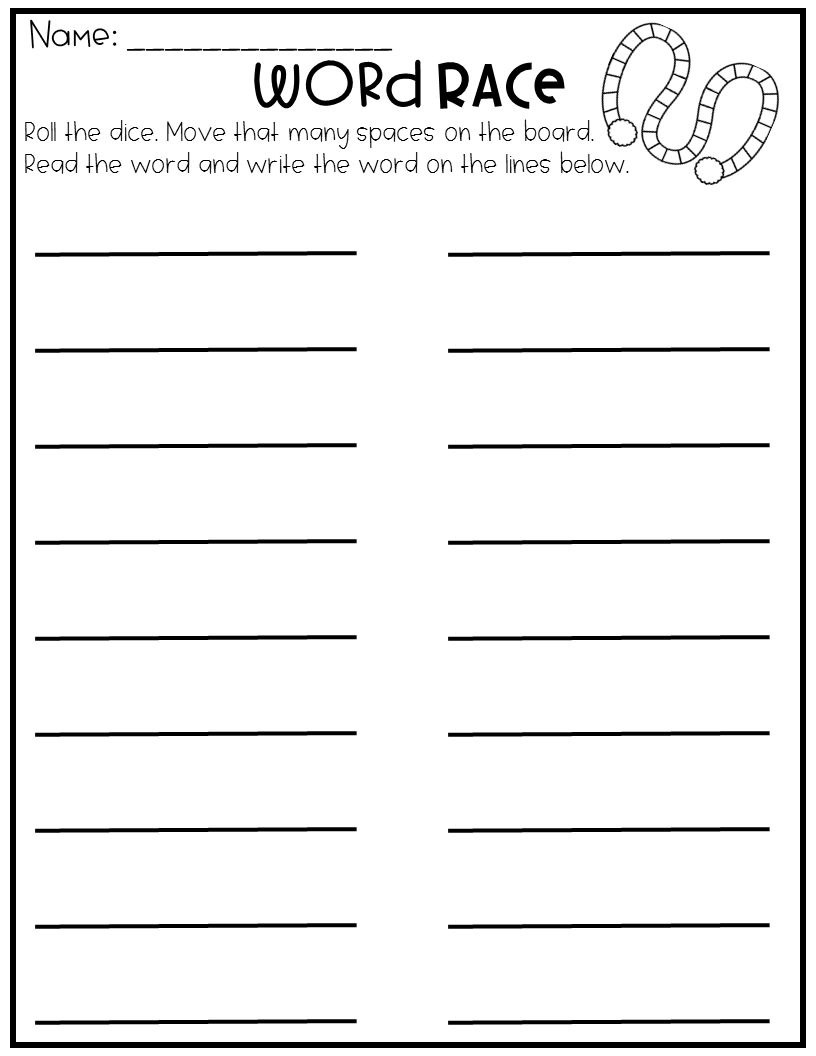 Name: _______________
WORd RACe
Roll the dice. Move that many spaces on the board.
Read the word and write the word on the lines below.